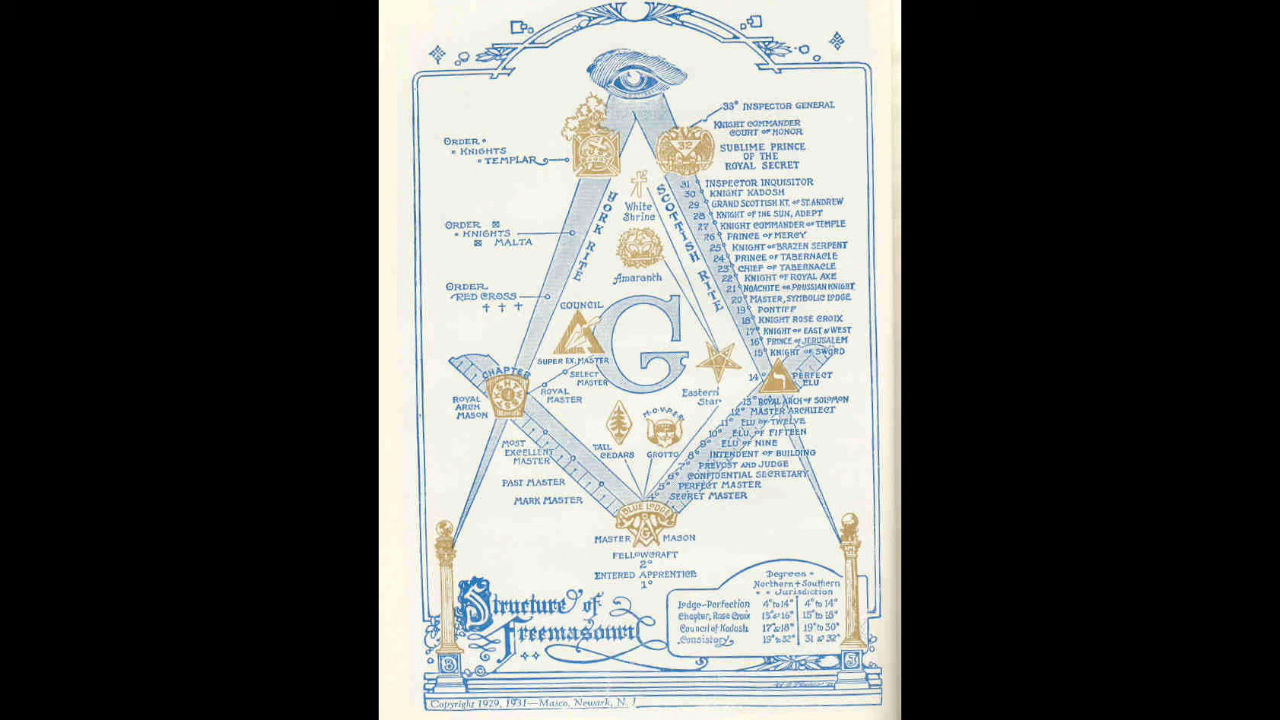 33° INSPECTOR GENERAL
KNIGHT COMMANDER
COURT OF HONOR
32
SUBLIME PRINCE
OF THE
ROYAL SECRET
ORDER
KNIGHTS
TEMPLAR
31 INSPECTOR INQUISITOR
30 KNIGHT KADOSH
29 GRAND SCOTTISH KT. OF ST. ANDREW
28 KNIGHT OF THE SUN, ADEPT
27 KNIGHT COMMANDER OF TEMPLE
26° PRINCE OF MERCY
25° KNIGHT OF BRAZEN SERPENT
24° PRINCE OF TABERNACLE
23° CHIEF OF TABERNACLE
22° KNIGHT OF ROYAL AXE
21° NOACHITE OR PRUSSIAN KNIGHT
20° MASTER, SYMBOLIC LODGE
19° PONTIFF
18° KNIGHT ROSE CROIX
17° KNIGHT OF EAST & WEST
16° PRINCE OF JERUSALEM
15° KNIGHT OF SWORD
YORK RITE
SCOTTISH RITE
White
Shrine
Amaranth
ORDER
KNIGHTS
MALTA
ORDER
RED CROSS
COUNCIL
G
SUPER EX. MASTER
SELECT
MASTER
ROYAL
MASTER
CHAPTER
ROYAL
ARCH
MASON
Eastern
Star
14° PERFECT
ELU
13° ROYAL ARCH OF SOLOMON
12° MASTER ARCHITECT
11° ELU OF TWELVE
10° ELU OF FIFTEEN
9° ELU OF NINE
8° INTENDENT OF BUILDING
7° PREVOST AND JUDGE
6° CONFIDENTIAL SECRETARY
5° PERFECT MASTER
4° SECRET MASTER
M.O.V.P.E.R.
TALL
CEDARS
GROTTO
MOST
EXCELLENT
MASTER
PAST MASTER
MARK MASTER
BLUE LODGE
G
MASTER MASON
FELLOWCRAFT
2°
ENTERED APPRENTICE
1°
Structure of
Freemasonry
Degrees
Northern + Southern
Jurisdiction
Lodge-Perfection 4° to 14° 4° to 14°
Chapter, Rose Croix 15° to 16° 15° to 18°
Council of Kadosh 17° to 18° 19° to 30°
Consistory 19° to 32° 31 to 32°
B
J
Copyright 1929, 1931—Masco, Newark, N. J.